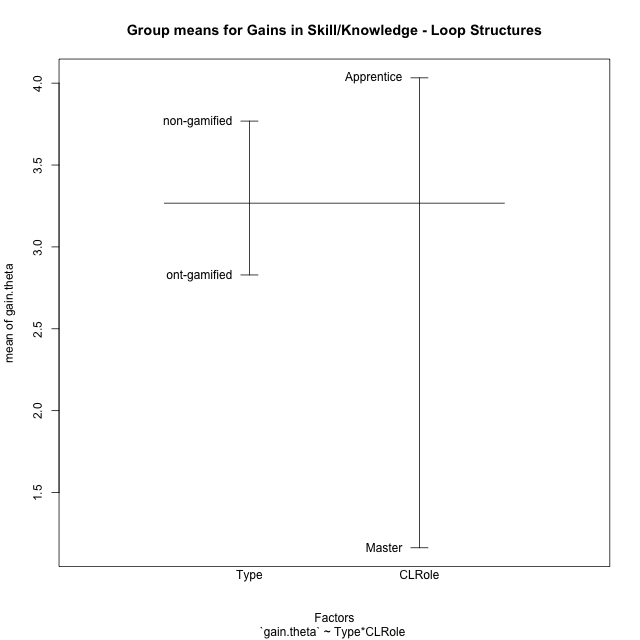 Group means for Gains in Skill/Knowledge - Loop Structures
mean of gain.theta
4.0
3.5
3.0
2.5
2.0
1.5
Apprentice
non-gamified
ont-gamified
Master
Type
CLRole
Factors
`gain.theta` ~ Type*CLRole